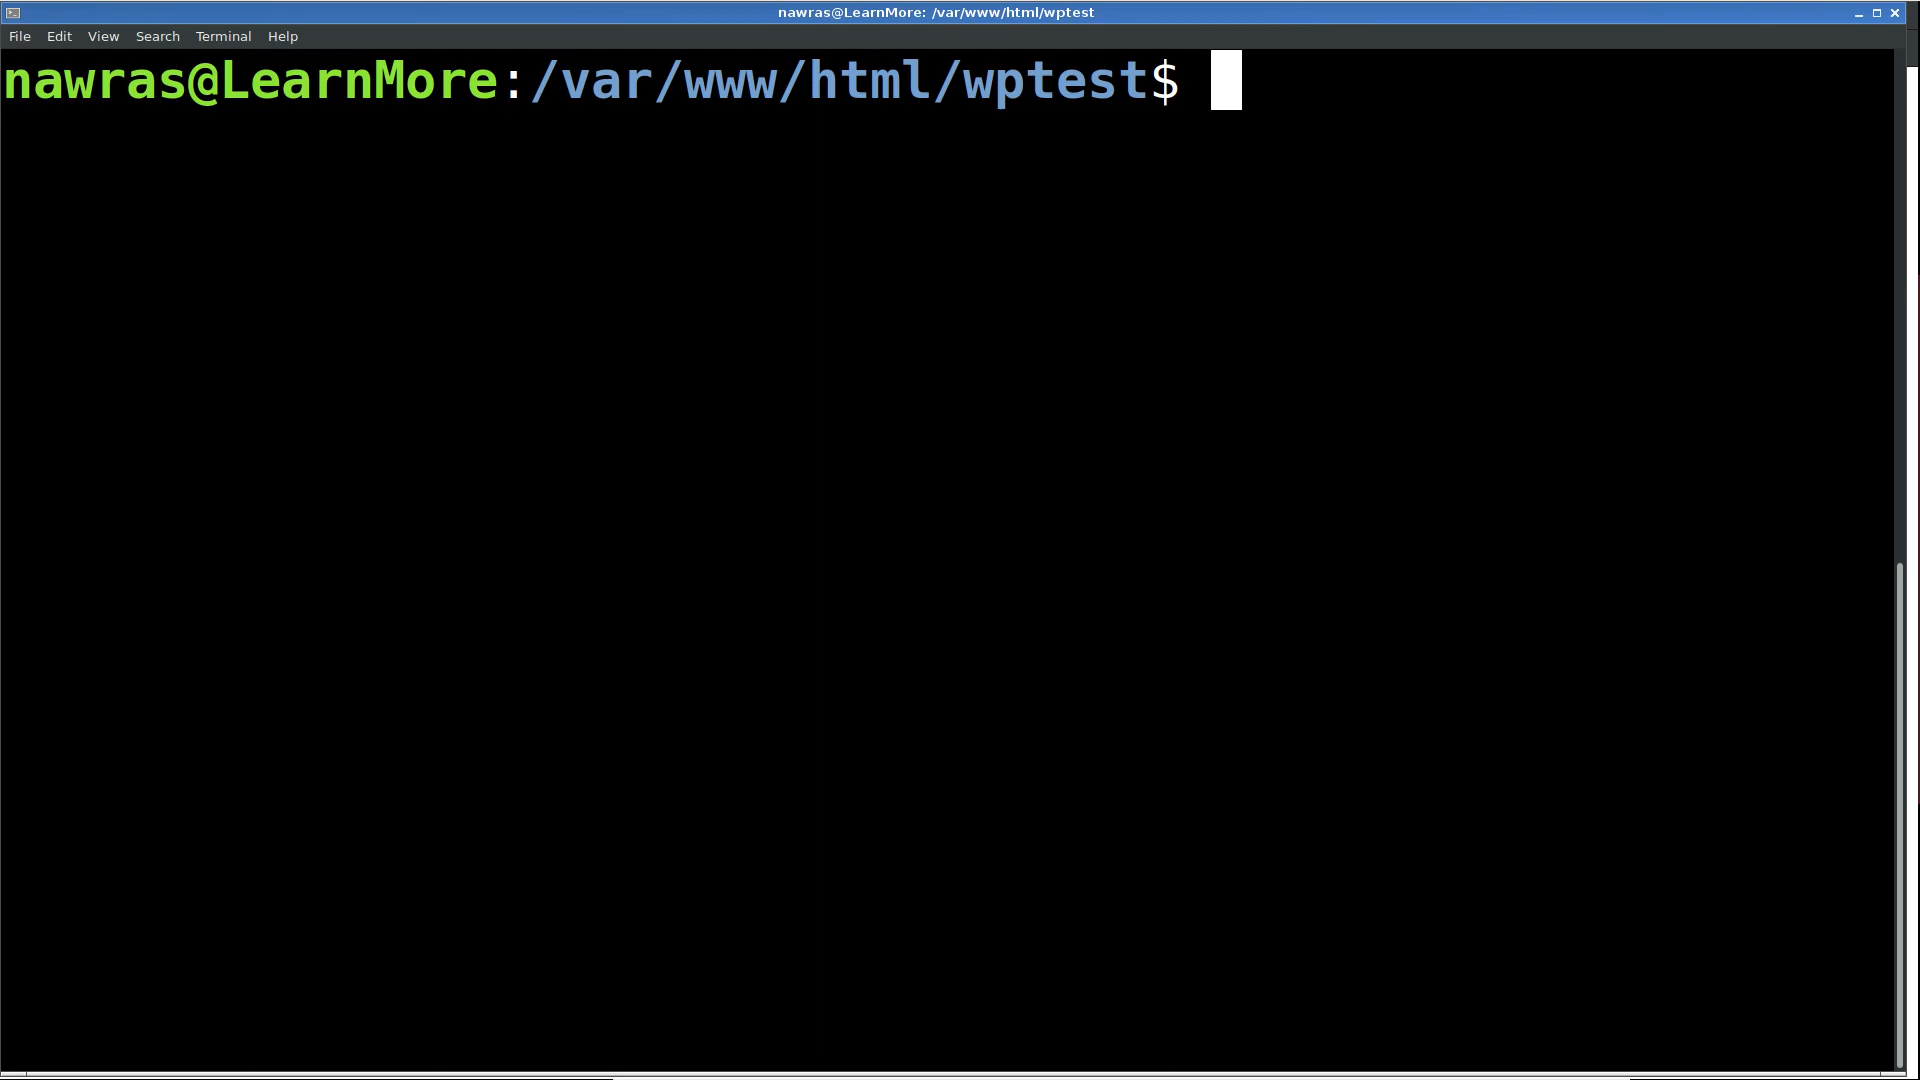 nawras@LearnMore: /var/www/html/wptest
File Edit View Search Terminal Help
nawras@LearnMore:/var/www/html/wptest$